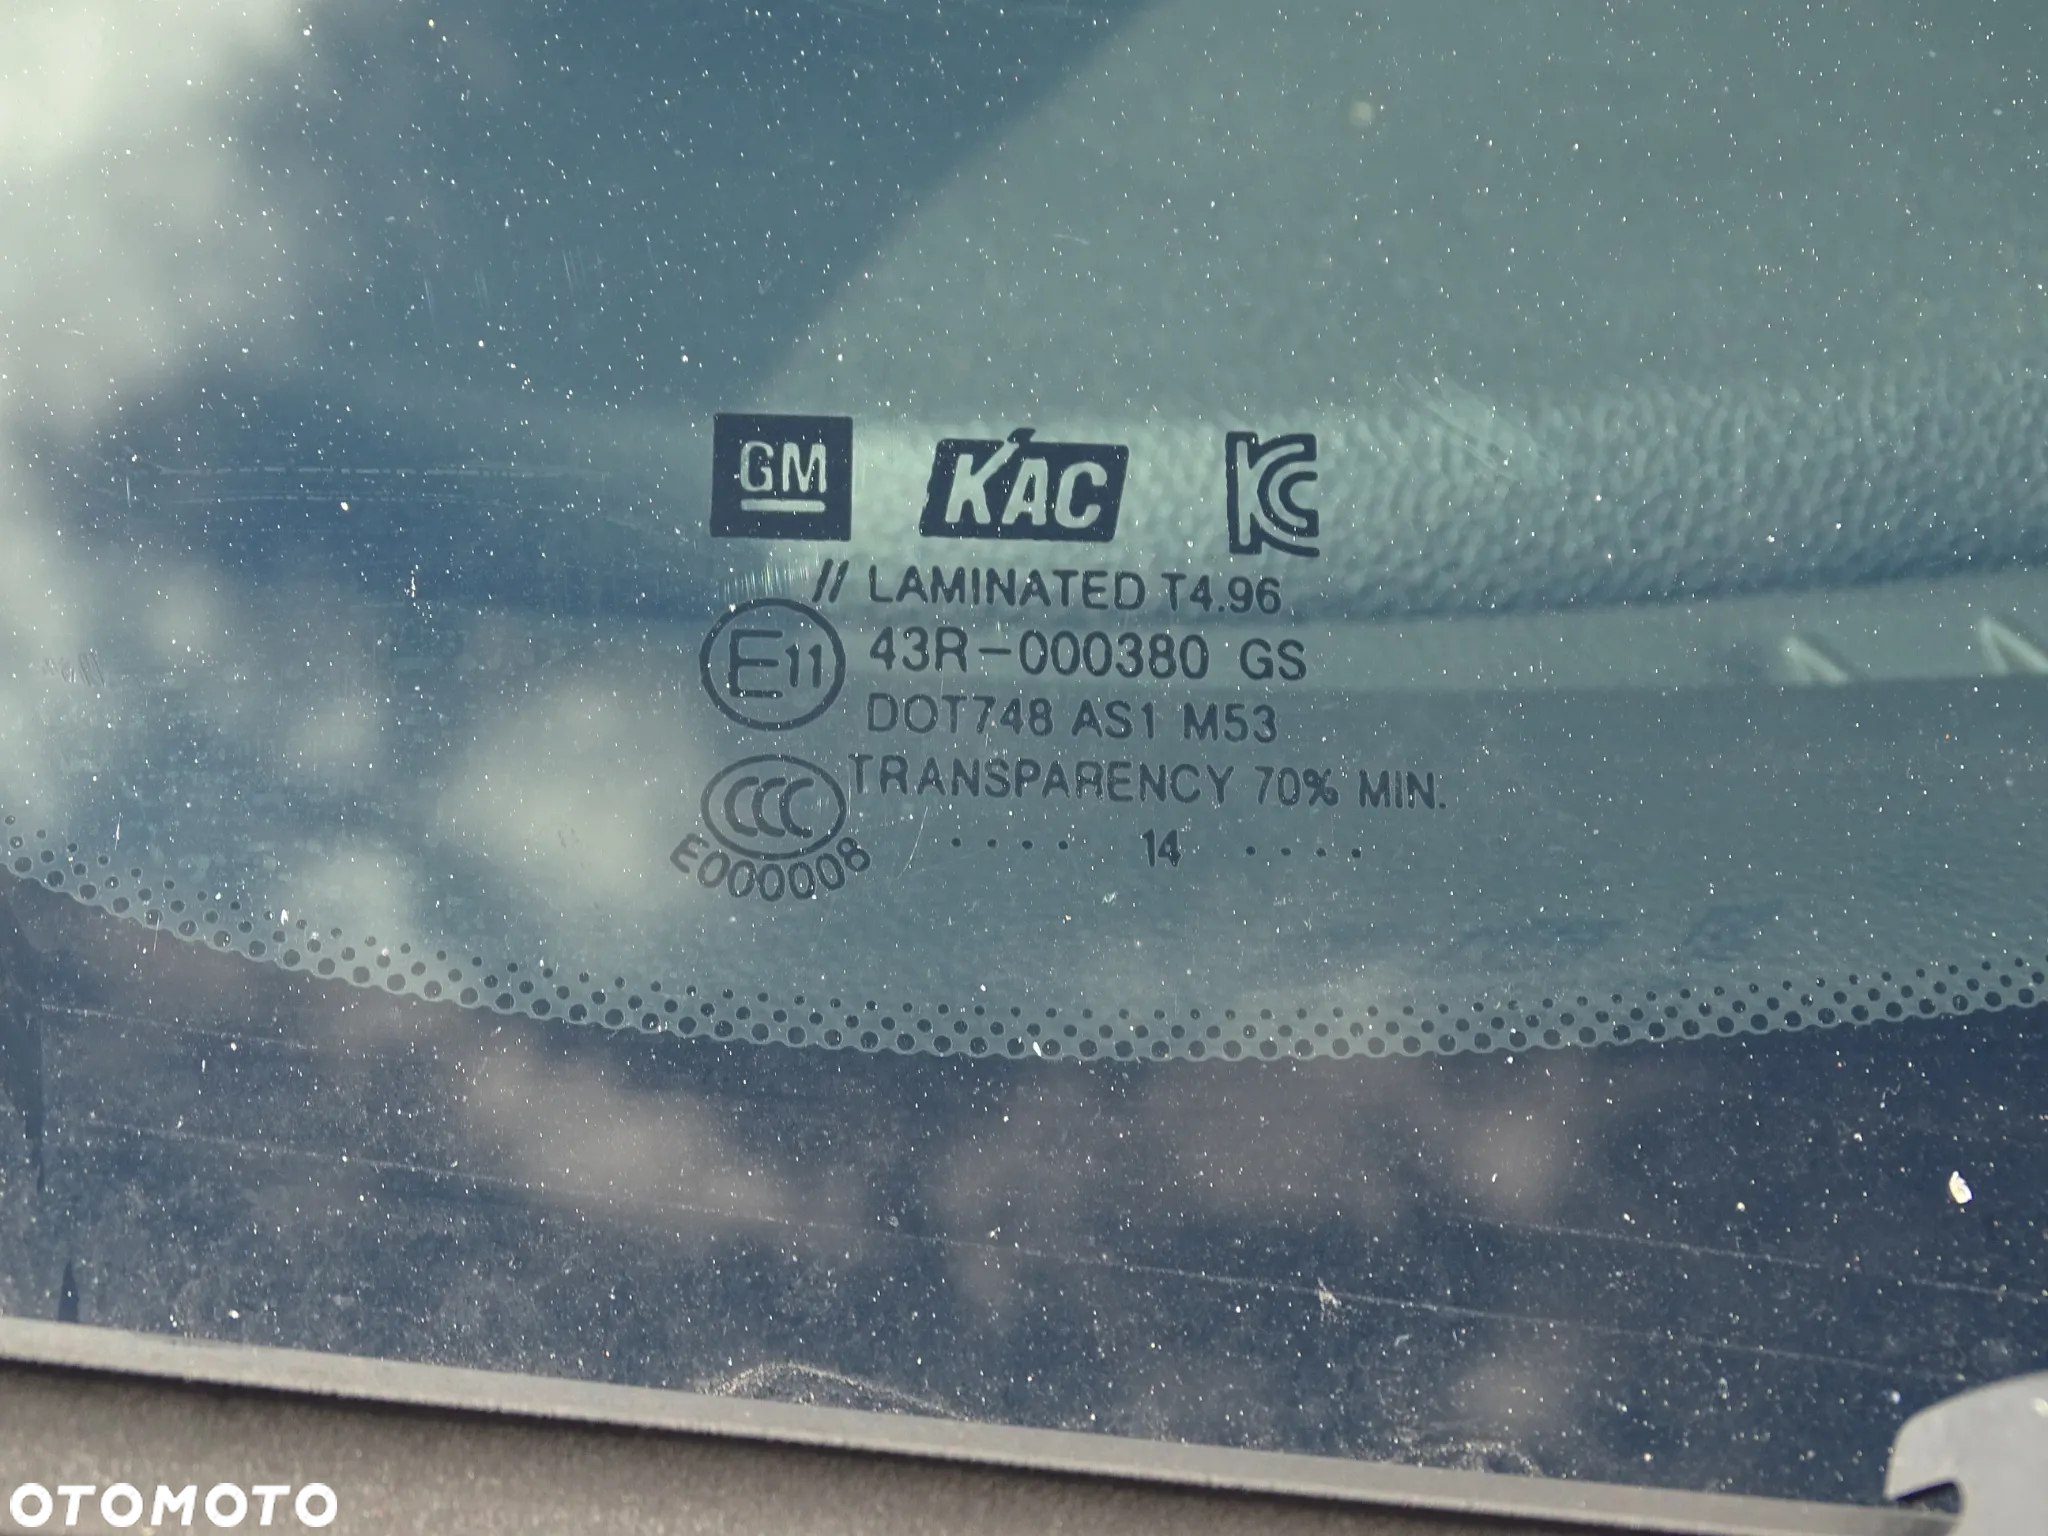 GM KAC KC
// LAMINATED T4.96
E11 43R-000380 GS
DOT748 AS1 M53
CCC TRANSPARENCY 70% MIN.
E000008 .... 14 ....
OTOMOTO